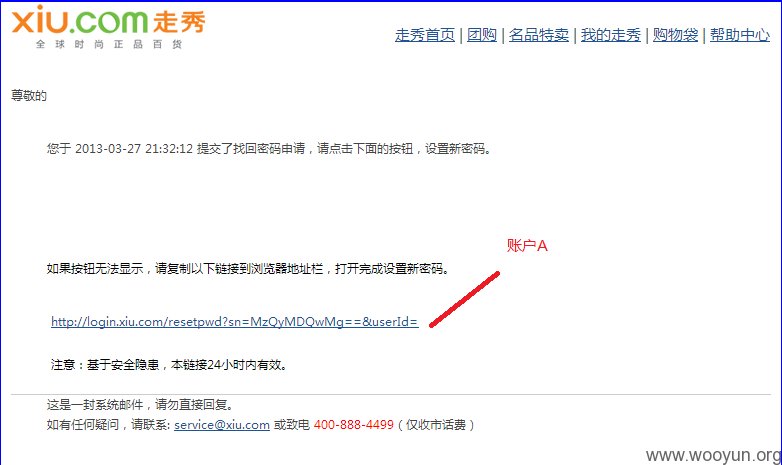 xiu.com走秀
全球时尚正品百货
走秀首页 | 团购 | 名品特卖 | 我的走秀 | 购物袋 | 帮助中心
尊敬的
您于 2013-03-27 21:32:12 提交了找回密码申请，请点击下面的按钮，设置新密码。
账户A
如果按钮无法显示，请复制以下链接到浏览器地址栏，打开完成设置新密码。
http://login.xiu.com/resetpwd?sn=MzQyMDQwMg==&userId=
注意：基于安全隐患，本链接24小时内有效。
这是一封系统邮件，请勿直接回复。
如有任何疑问，请联系: service@xiu.com 或致电 400-888-4499（仅收市话费）
www.wooyun.org